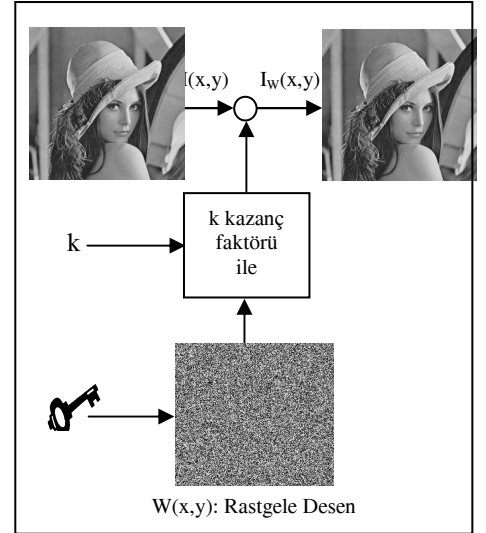 I(x,y)
I_W(x,y)
k
k kazanç
faktörü
ile
W(x,y): Rastgele Desen